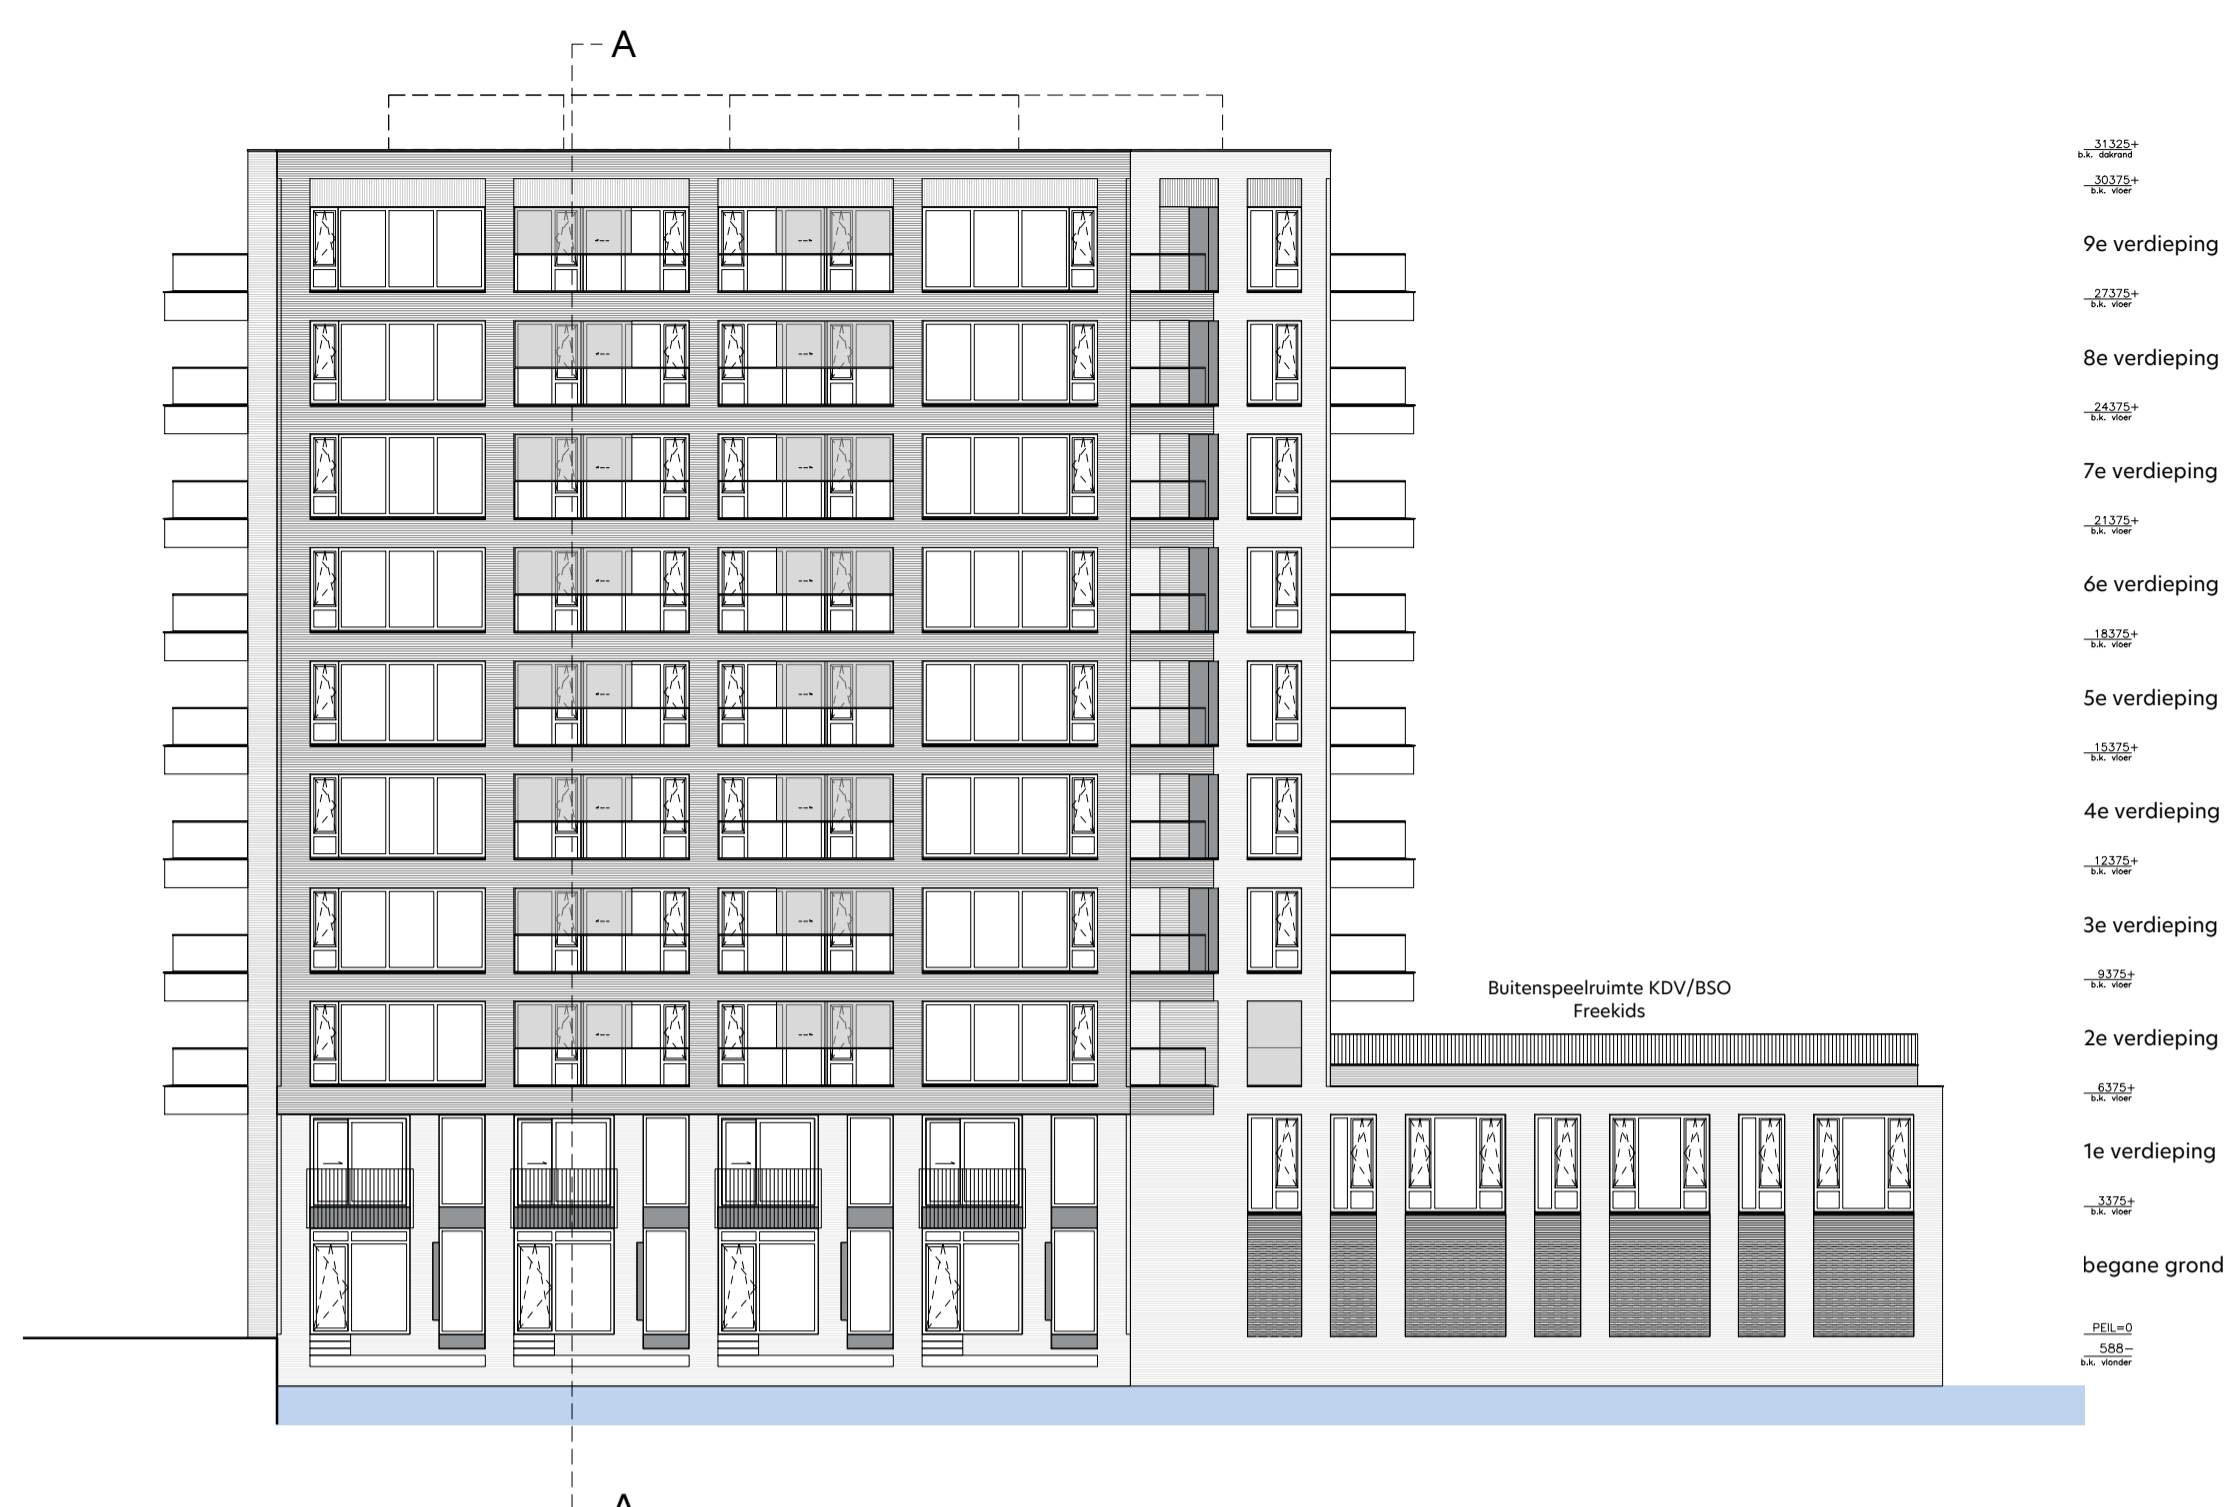 A
31325+
b.k. dakrand
30375+
b.k. vloer
9e verdieping
27375+
b.k. vloer
8e verdieping
24375+
b.k. vloer
7e verdieping
21375+
b.k. vloer
6e verdieping
18375+
b.k. vloer
5e verdieping
15375+
b.k. vloer
4e verdieping
12375+
b.k. vloer
3e verdieping
9375+
b.k. vloer
Buitenspeelruimte KDV/BSO
Freekids
2e verdieping
6375+
b.k. vloer
1e verdieping
3375+
b.k. vloer
begane grond
PEIL=0
588-
b.k. vlonder
A